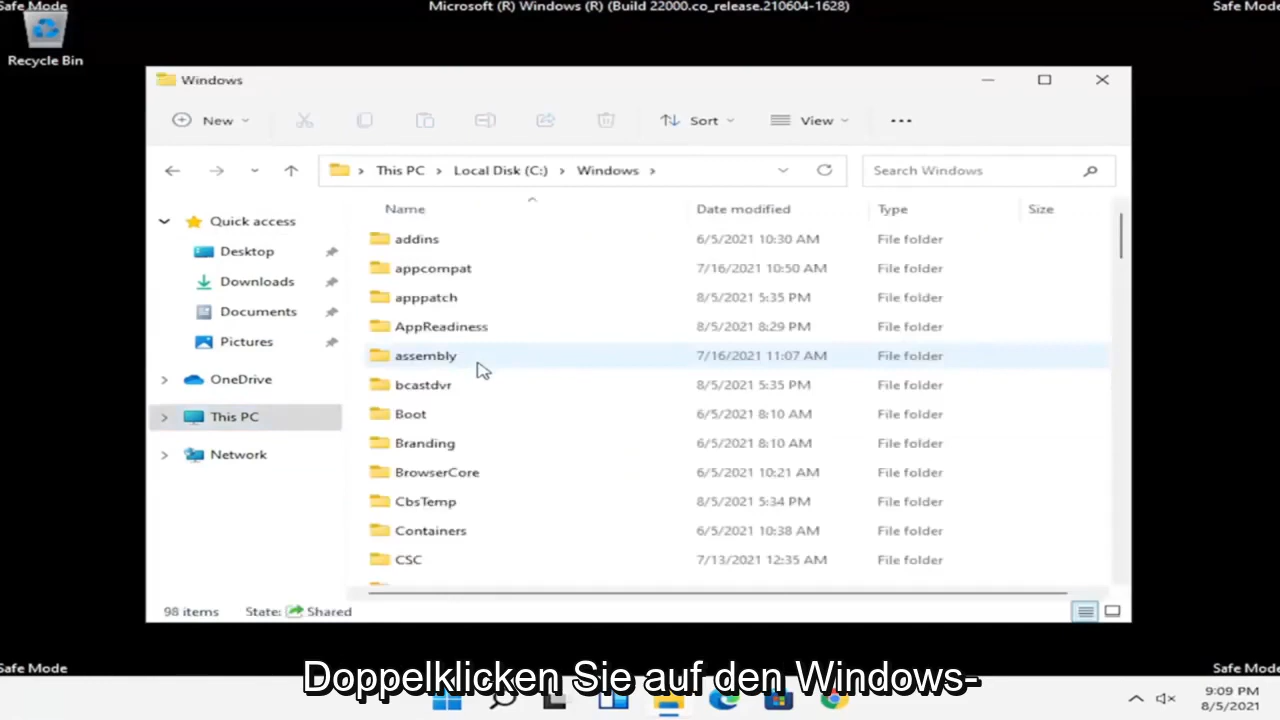 Safe Mode
Microsoft (R) Windows (R) (Build 22000.co_release.210604-1628)
Safe Mode
Recycle Bin
Windows
New
Sort
View
This PC > Local Disk (C:) > Windows >
Search Windows
Name Date modified Type Size
Quick access
Desktop
Downloads
Documents
Pictures
OneDrive
This PC
Network
addins 6/5/2021 10:30 AM File folder
appcompat 7/16/2021 10:50 AM File folder
apppatch 8/5/2021 5:35 PM File folder
AppReadiness 8/5/2021 8:29 PM File folder
assembly 7/16/2021 11:07 AM File folder
bcastdvr 8/5/2021 5:35 PM File folder
Boot 6/5/2021 8:10 AM File folder
Branding 6/5/2021 8:10 AM File folder
BrowserCore 6/5/2021 10:21 AM File folder
CbsTemp 8/5/2021 5:34 PM File folder
Containers 6/5/2021 10:38 AM File folder
CSC 7/13/2021 12:35 AM File folder
98 items State: Shared
Safe Mode
Safe Mode
Doppelklicken Sie auf den Windows-
9:09 PM
8/5/2021